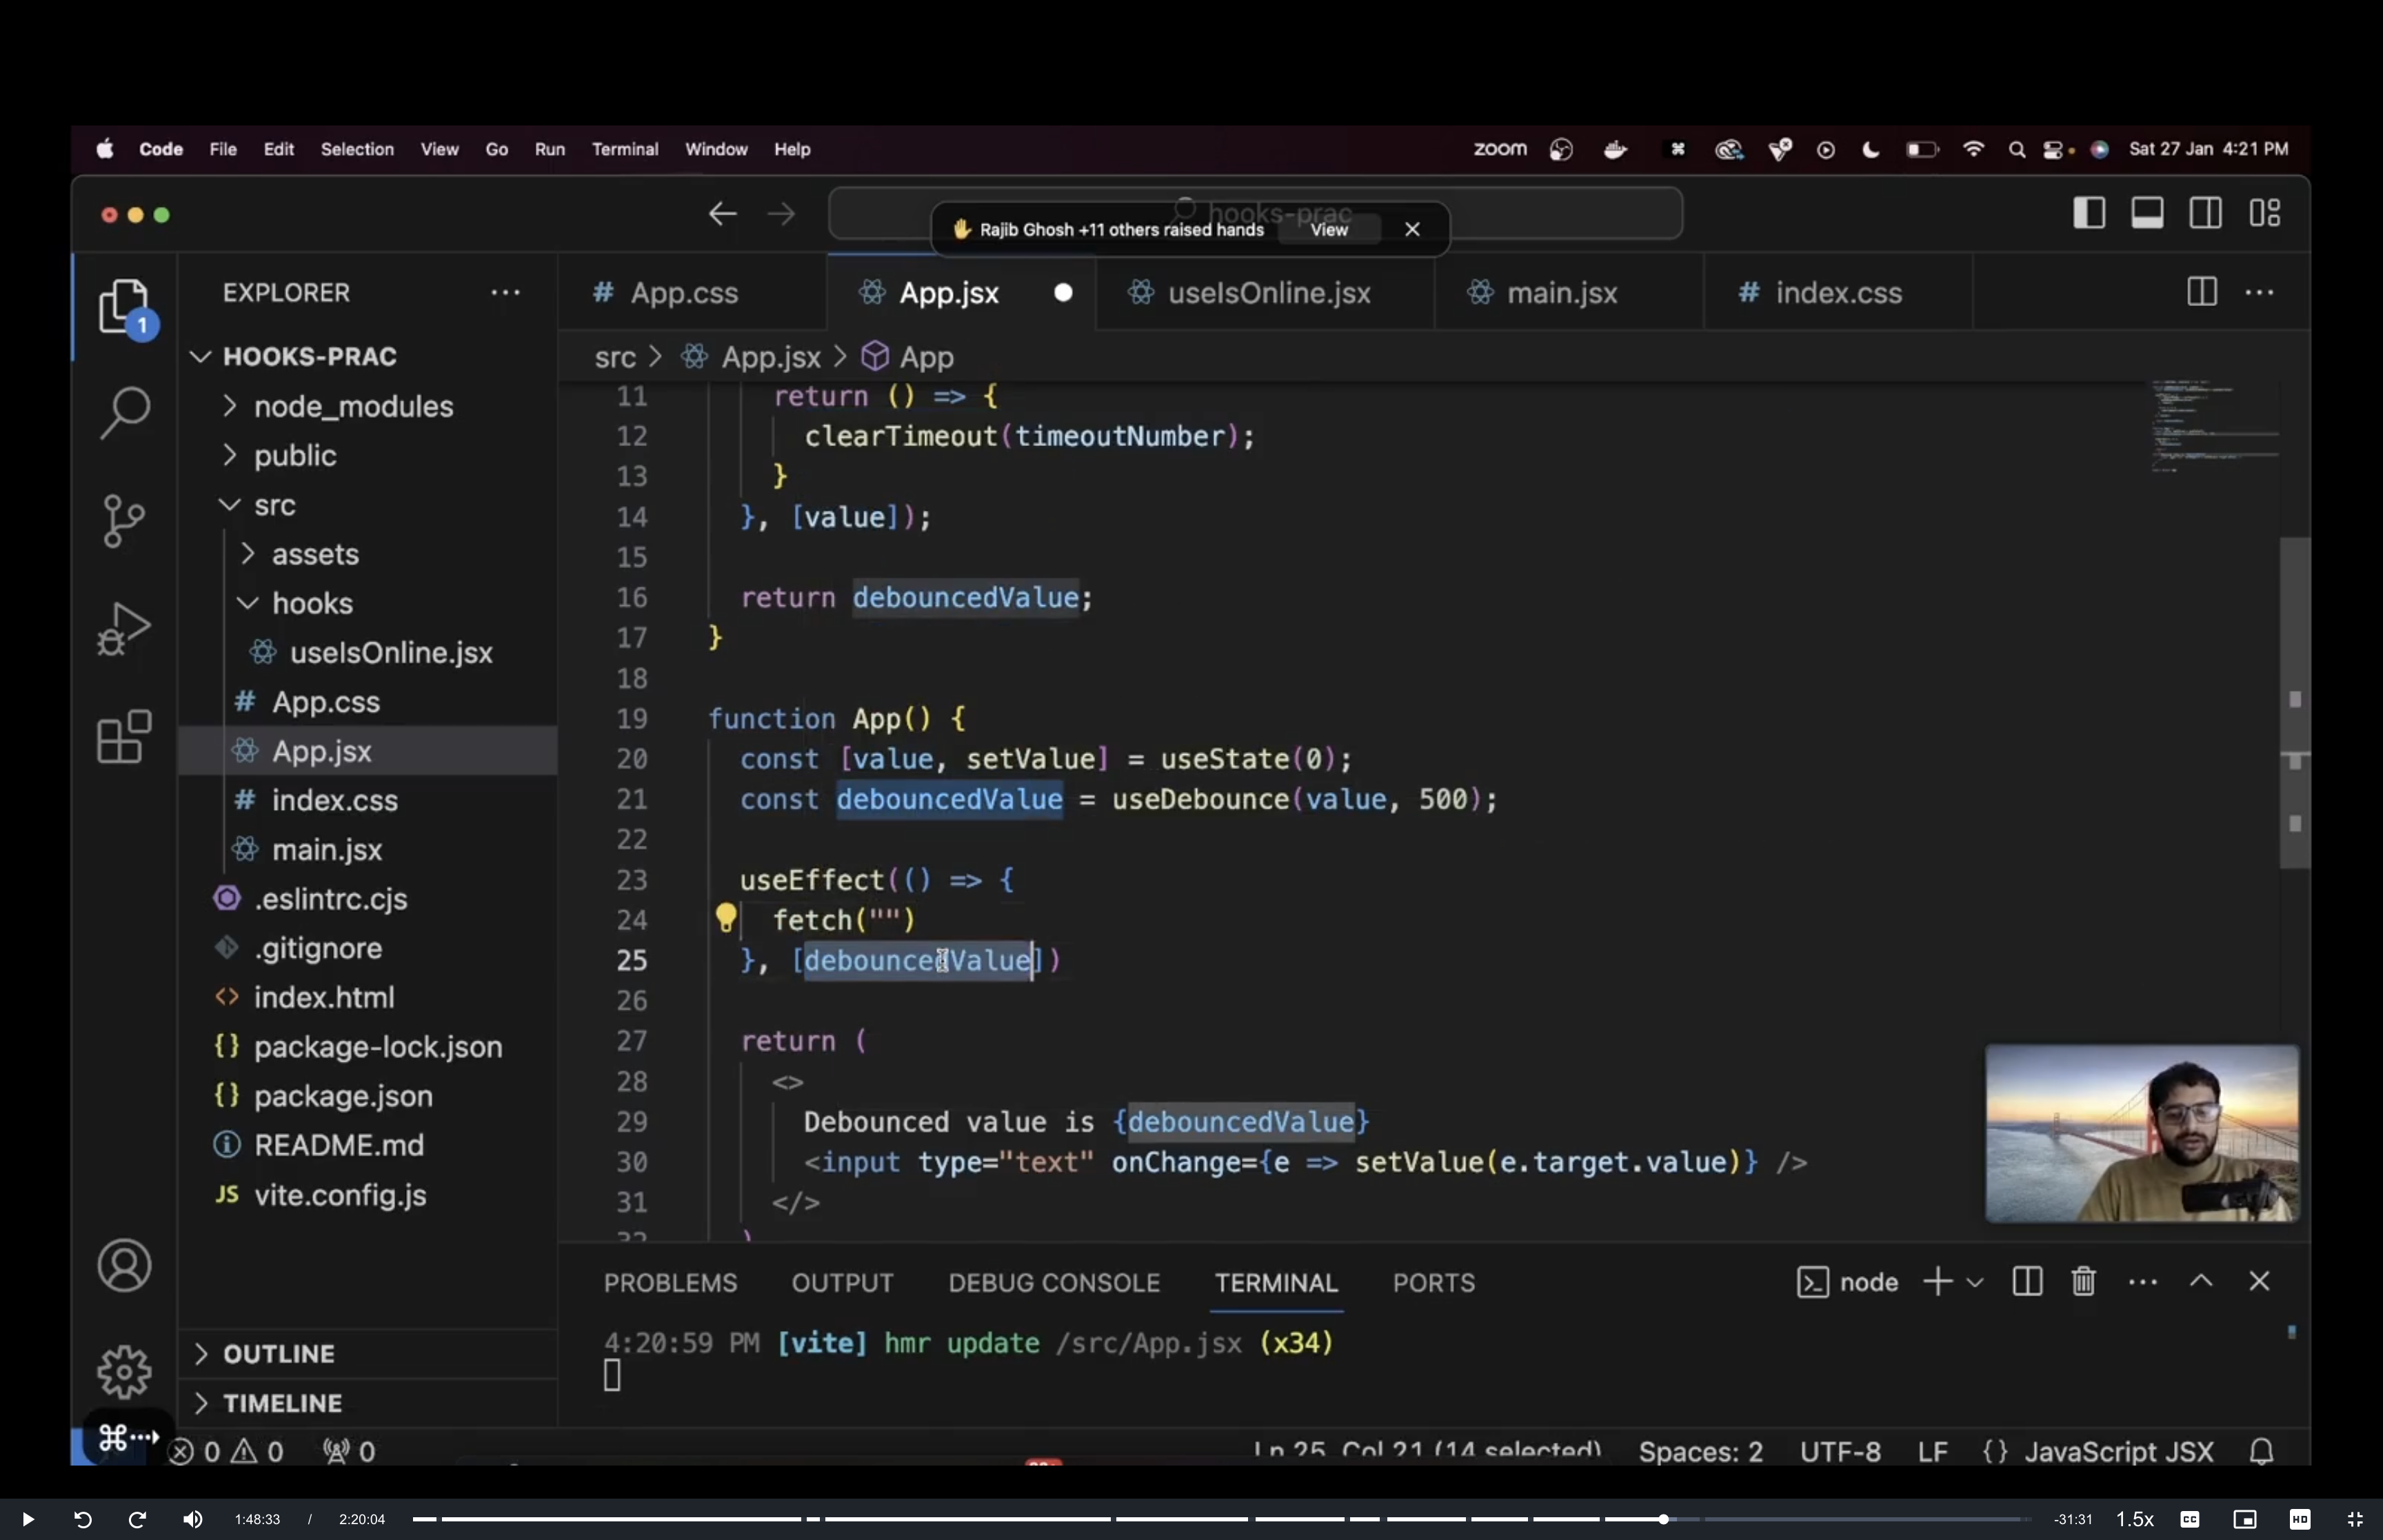 Code File Edit Selection View Go Run Terminal Window Help zoom Sat 27 Jan 4:21 PM
hooks-prac
✋ Rajib Ghosh +11 others raised hands View
EXPLORER
1
HOOKS-PRAC
node_modules
public
src
assets
hooks
useIsOnline.jsx
# App.css
App.jsx
# index.css
main.jsx
.eslintrc.cjs
.gitignore
<> index.html
{} package-lock.json
{} package.json
README.md
JS vite.config.js
OUTLINE
TIMELINE
# App.css App.jsx useIsOnline.jsx main.jsx # index.css
src > App.jsx > App
11 return () => {
12 clearTimeout(timeoutNumber);
13 }
14 }, [value]);
15
16 return debouncedValue;
17 }
18
19 function App() {
20 const [value, setValue] = useState(0);
21 const debouncedValue = useDebounce(value, 500);
22
23 useEffect(() => {
24 fetch("")
25 }, [debouncedValue])
26
27 return (
28 <>
29 Debounced value is {debouncedValue}
30 <input type="text" onChange={e => setValue(e.target.value)} />
31 </>
32 )
PROBLEMS OUTPUT DEBUG CONSOLE TERMINAL PORTS node
4:20:59 PM [vite] hmr update /src/App.jsx (x34)
0 0 0 Ln 25, Col 21 (14 selected) Spaces: 2 UTF-8 LF {} JavaScript JSX
1:48:33 / 2:20:04 -31:31 1.5x CC HD